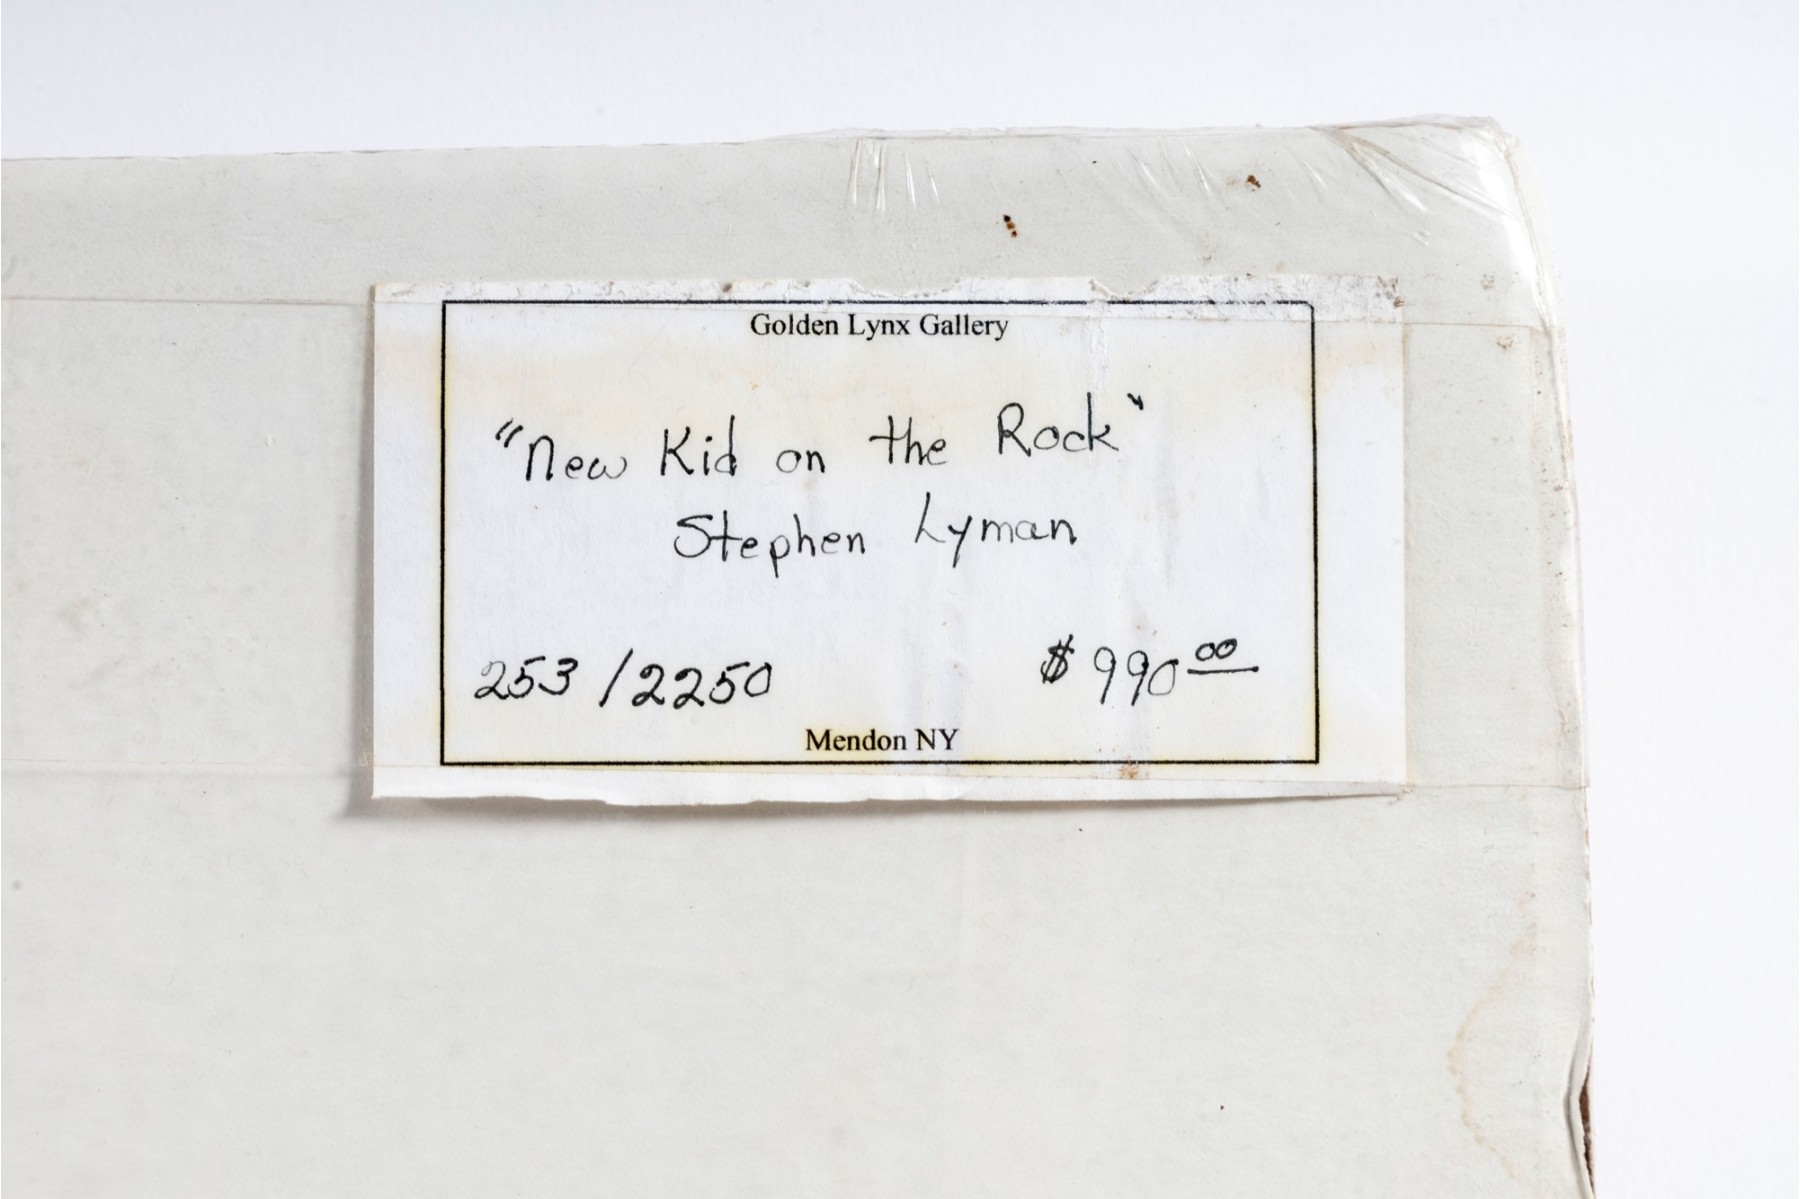 Golden Lynx Gallery
"New Kid on the Rock"
Stephen Lyman
253/2250 $990.00
Mendon NY